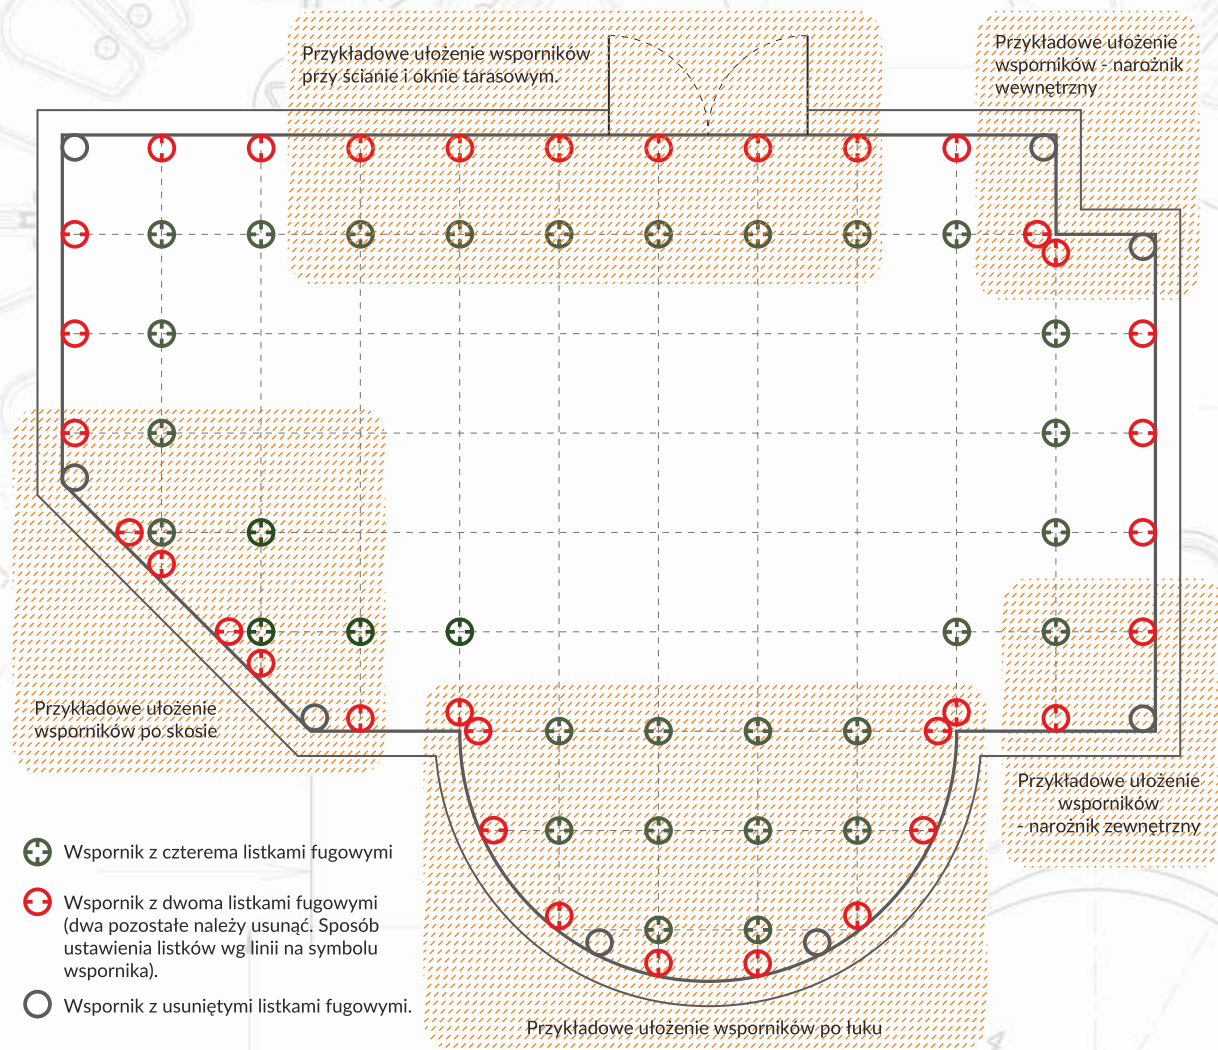 Przykładowe ułożenie wsporników
przy ścianie i oknie tarasowym.
Przykładowe ułożenie
wsporników - narożnik
wewnętrzny
Przykładowe ułożenie
wsporników po skosie
Przykładowe ułożenie
wsporników
- narożnik zewnętrzny
Wspornik z czterema listkami fugowymi
Wspornik z dwoma listkami fugowymi
(dwa pozostałe należy usunąć. Sposób
ustawienia listków wg linii na symbolu
wspornika).
Wspornik z usuniętymi listkami fugowymi.
Przykładowe ułożenie wsporników po łuku